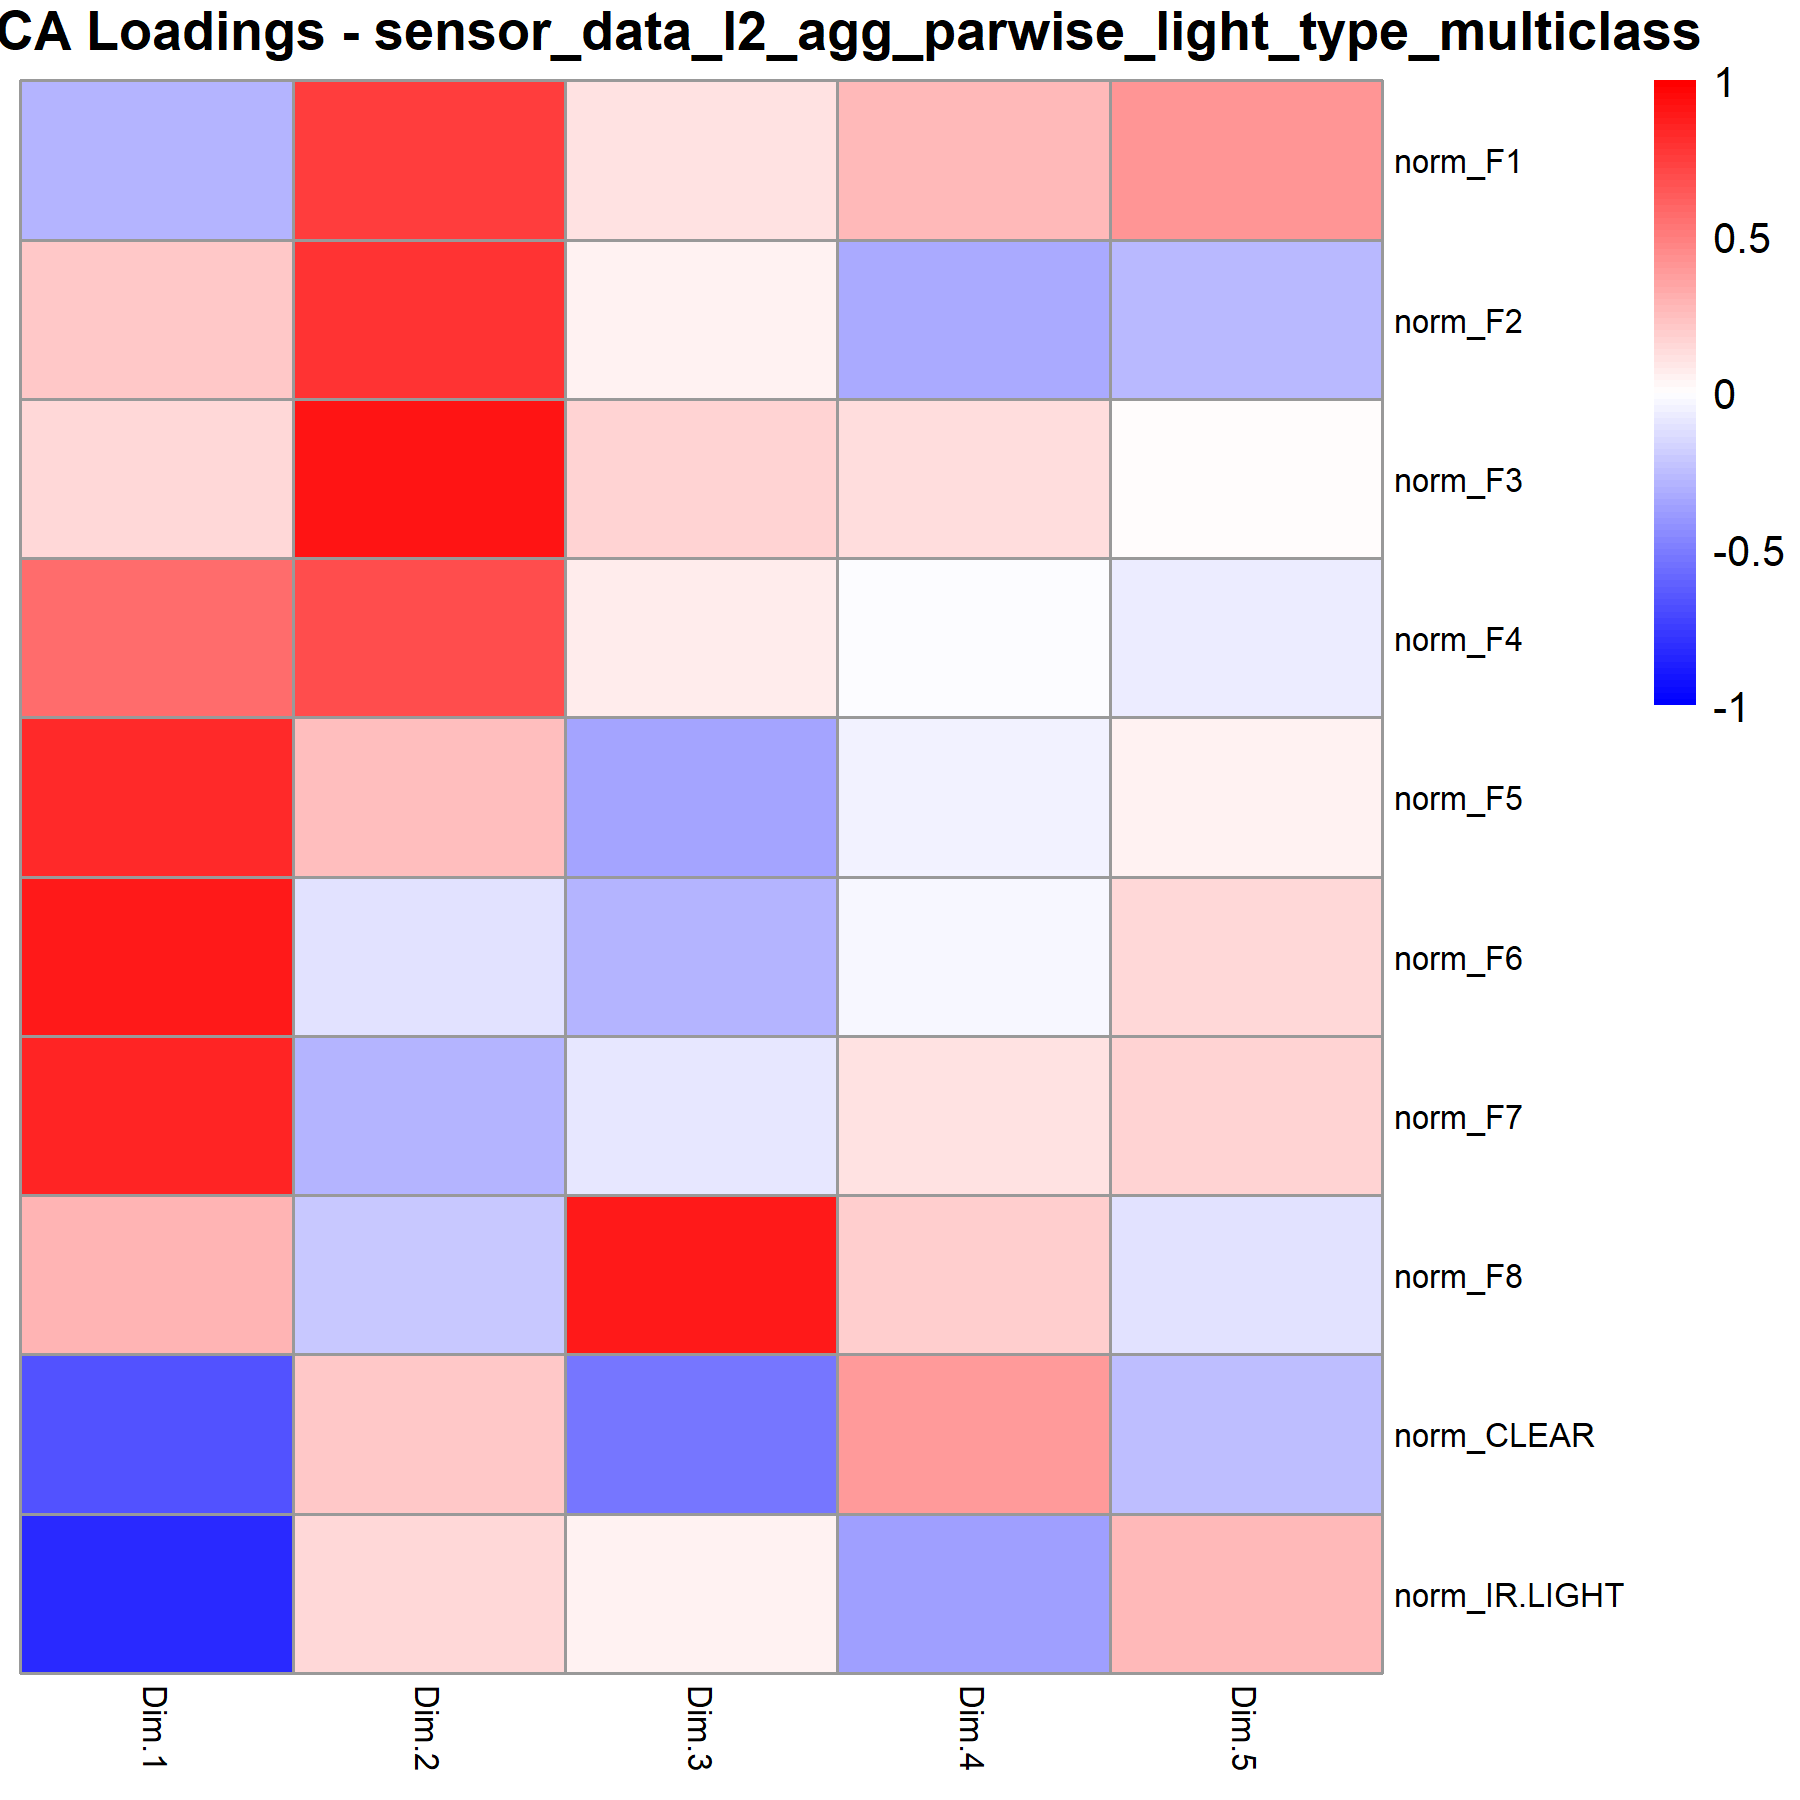 CA Loadings - sensor_data_l2_agg_parwise_light_type_multiclass
1
0.5
0
-0.5
-1
norm_F1
norm_F2
norm_F3
norm_F4
norm_F5
norm_F6
norm_F7
norm_F8
norm_CLEAR
norm_IR.LIGHT
Dim.1
Dim.2
Dim.3
Dim.4
Dim.5